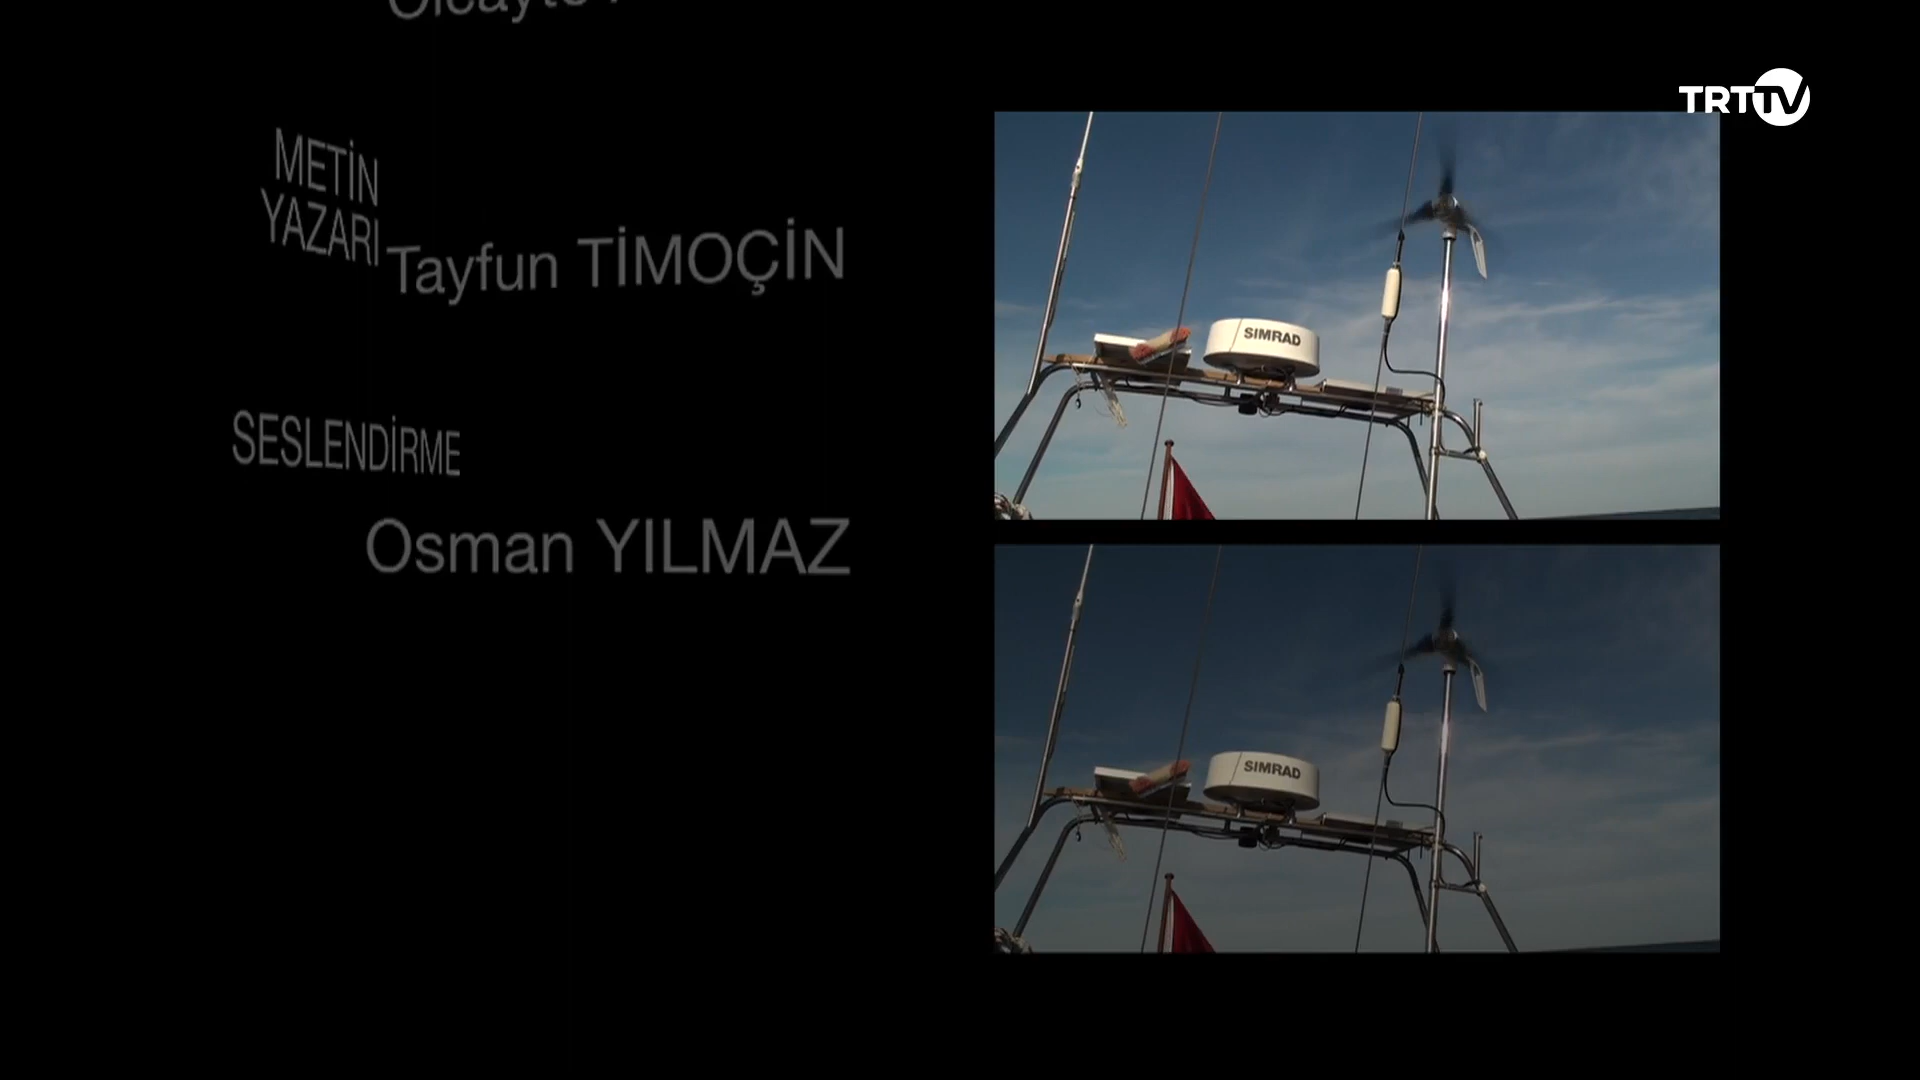 TRT TV
METİN
YAZARI
Tayfun TİMOÇİN
SESLENDİRME
Osman YILMAZ
SIMRAD
SIMRAD